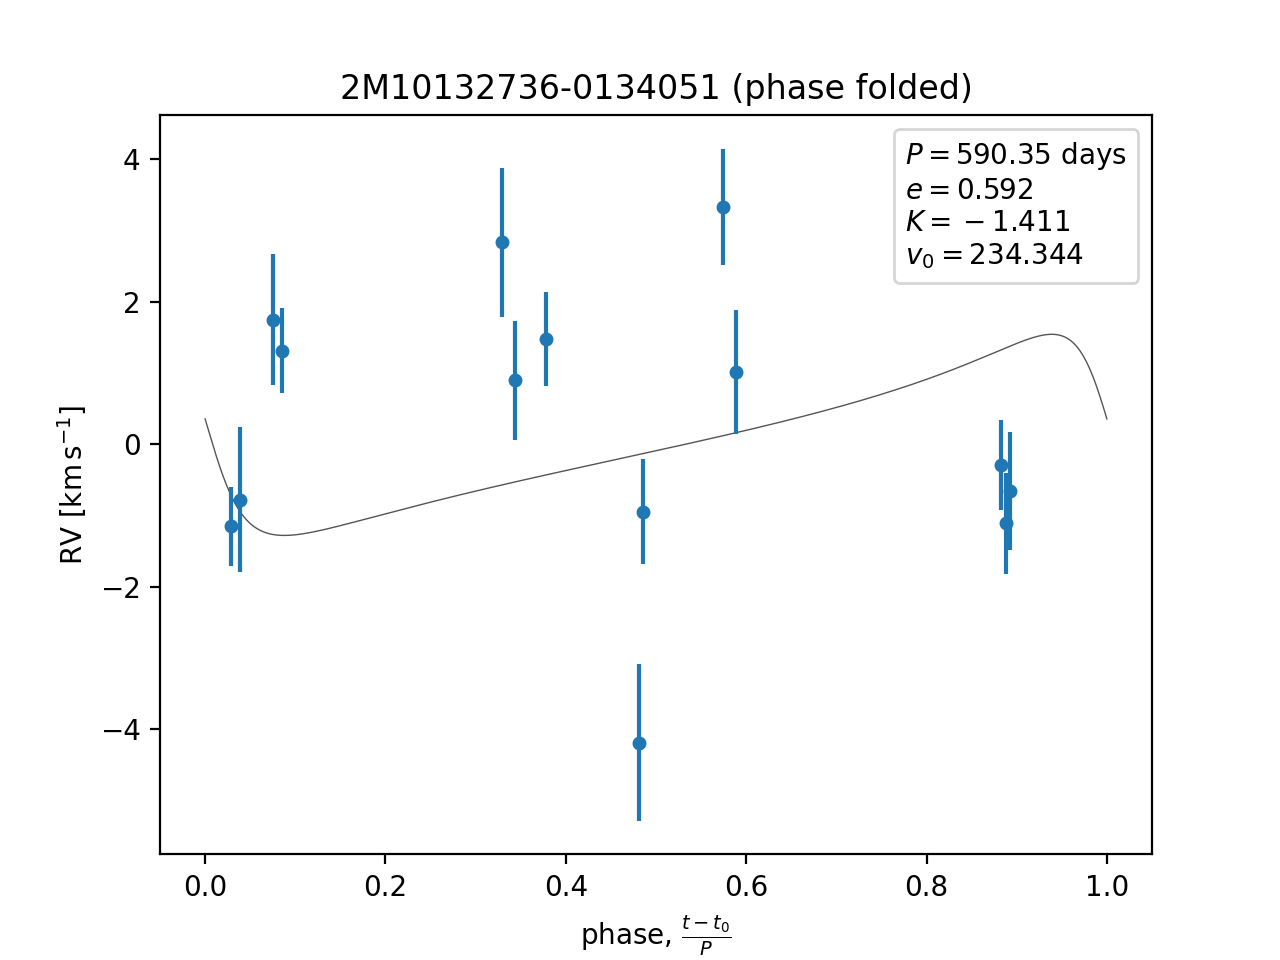 2M10132736-0134051 (phase folded)
P = 590.35 days
e = 0.592
K = −1.411
v₀ = 234.344
4
2
0
−2
−4
RV [km s⁻¹]
0.0 0.2 0.4 0.6 0.8 1.0
phase, (t − t₀)/P